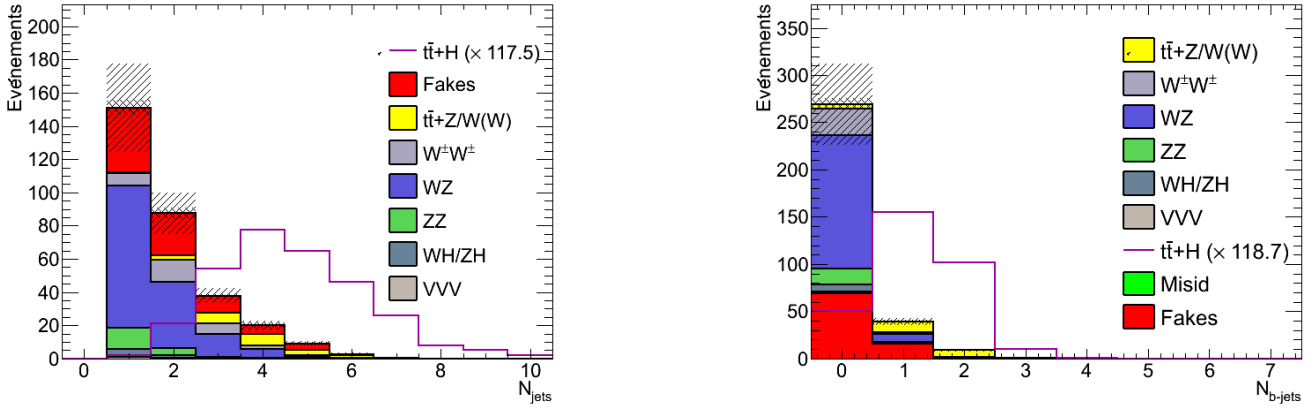 Evénements
200
180
160
140
120
100
80
60
40
20
0
0 2 4 6 8 10
N_jets
tt̄+H (× 117.5)
Fakes
tt̄+Z/W(W)
W±W±
WZ
ZZ
WH/ZH
VVV
Evénements
350
300
250
200
150
100
50
0
0 1 2 3 4 5 6 7
N_b-jets
tt̄+Z/W(W)
W±W±
WZ
ZZ
WH/ZH
VVV
tt̄+H (× 118.7)
Misid
Fakes